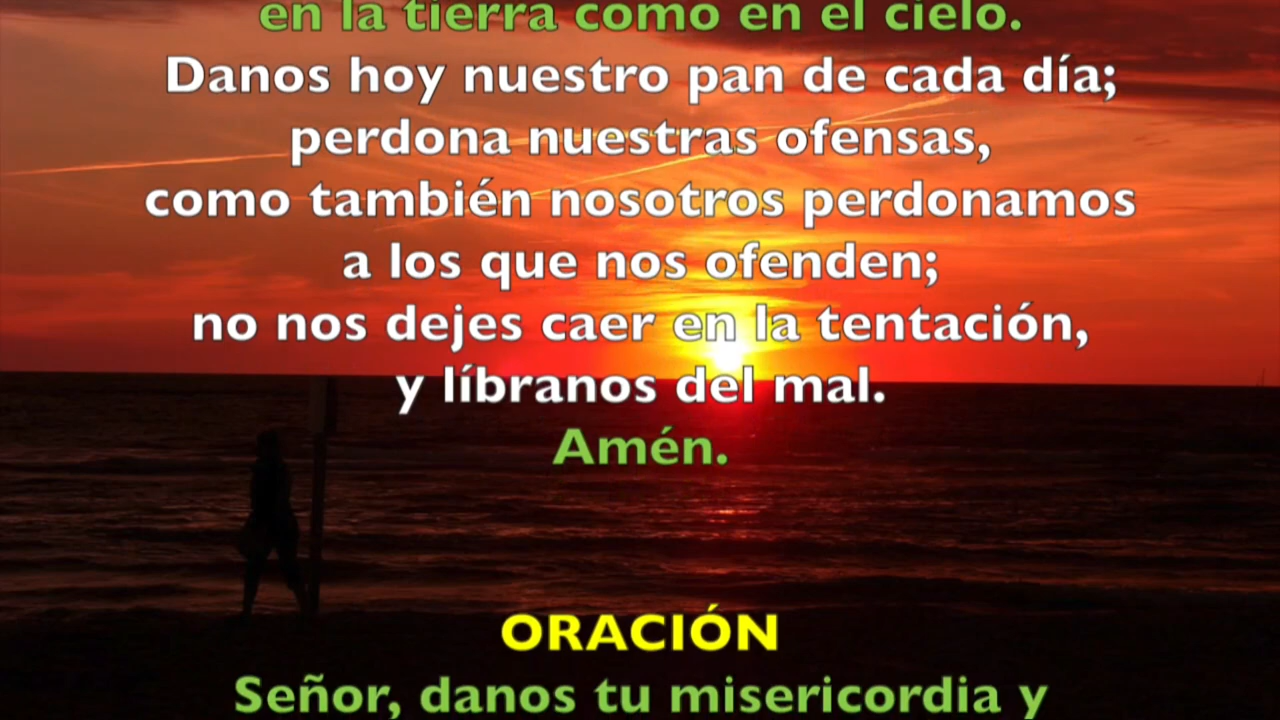 en la tierra como en el cielo.
Danos hoy nuestro pan de cada día;
perdona nuestras ofensas,
como también nosotros perdonamos
a los que nos ofenden;
no nos dejes caer en la tentación,
y líbranos del mal.
Amén.
ORACIÓN
Señor, danos tu misericordia y